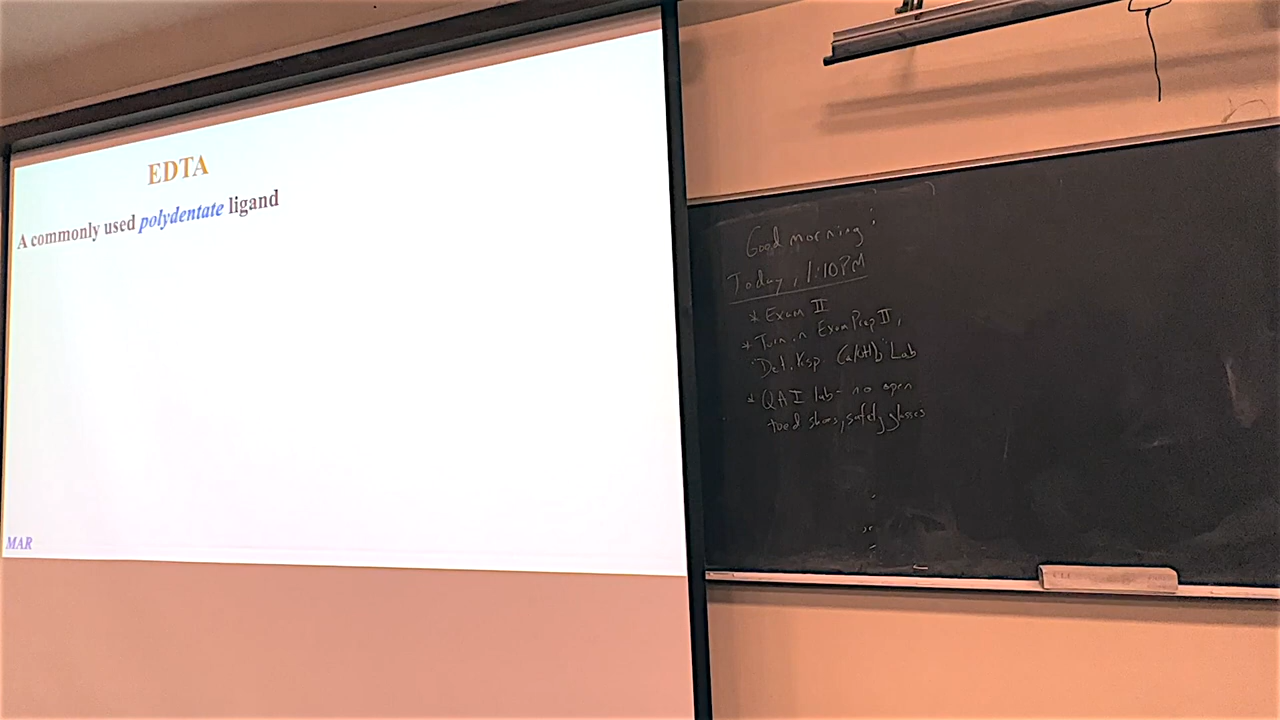 EDTA
A commonly used polydentate ligand
MAR
Good morning!
Today, 1:10PM
* Exam II
* Turn in Exam Prep II,
"Det. Ksp Ca(OH)2" Lab
* QA I lab - no open
toed shoes, safety glasses